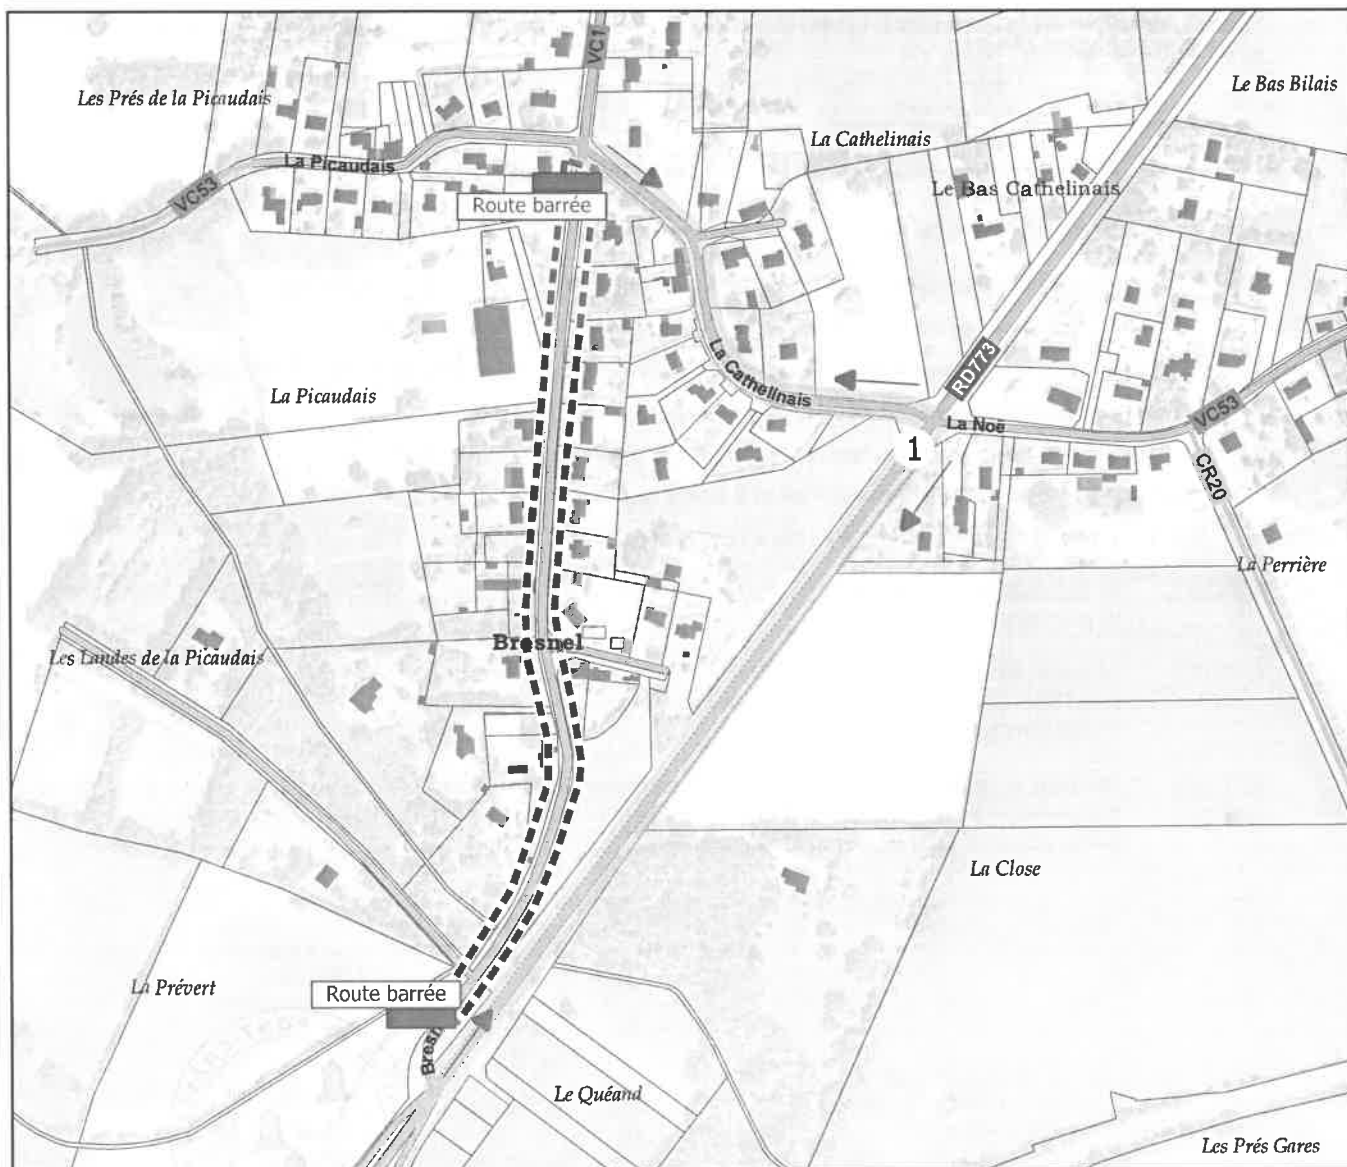 VC1
Les Prés de la Picaudais
Le Bas Bilais
La Cathelinais
La Picaudais
Le Bas Cathelinais
VC53
Route barrée
RD773
La Cathelinais
La Picaudais
VC53
La Noë
1
CR20
La Perrière
Bresnel
Les Landes de la Picaudais
La Close
La Prévert
Route barrée
Le Quéand
Les Prés Gares